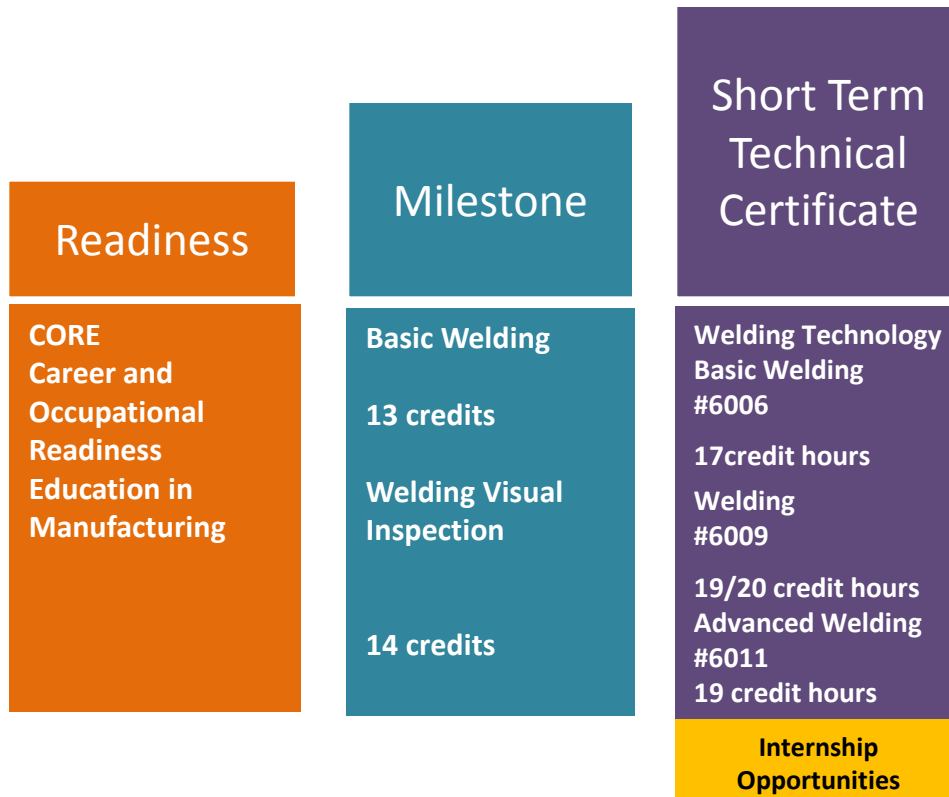 Readiness
CORE
Career and
Occupational
Readiness
Education in
Manufacturing
Milestone
Basic Welding
13 credits
Welding Visual
Inspection
14 credits
Short Term
Technical
Certificate
Welding Technology
Basic Welding
#6006
17credit hours
Welding
#6009
19/20 credit hours
Advanced Welding
#6011
19 credit hours
Internship
Opportunities